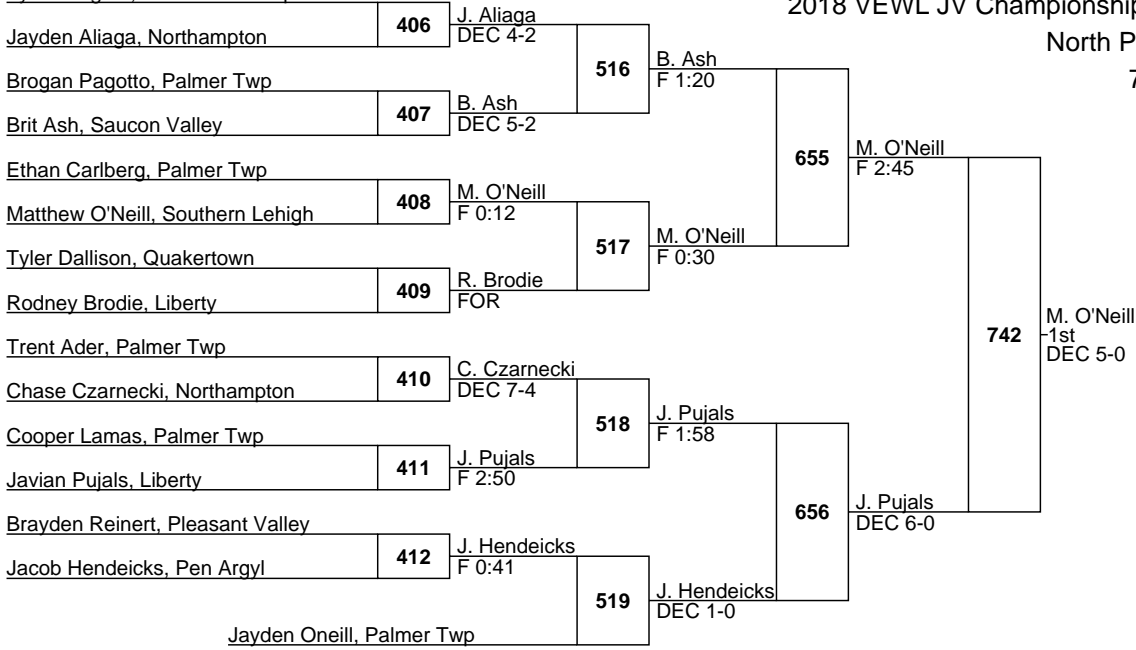 2018 VEWL JV Championship
North P
7
406
J. Aliaga
DEC 4-2
Jayden Aliaga, Northampton
Brogan Pagotto, Palmer Twp
407
B. Ash
DEC 5-2
Brit Ash, Saucon Valley
516
B. Ash
F 1:20
Ethan Carlberg, Palmer Twp
408
M. O'Neill
F 0:12
Matthew O'Neill, Southern Lehigh
Tyler Dallison, Quakertown
409
R. Brodie
FOR
Rodney Brodie, Liberty
517
M. O'Neill
F 0:30
655
M. O'Neill
F 2:45
Trent Ader, Palmer Twp
410
C. Czarnecki
DEC 7-4
Chase Czarnecki, Northampton
Cooper Lamas, Palmer Twp
411
J. Pujals
F 2:50
Javian Pujals, Liberty
518
J. Pujals
F 1:58
Brayden Reinert, Pleasant Valley
412
J. Hendeicks
F 0:41
Jacob Hendeicks, Pen Argyl
519
J. Hendeicks
DEC 1-0
Jayden Oneill, Palmer Twp
656
J. Pujals
DEC 6-0
742
M. O'Neill
1st
DEC 5-0